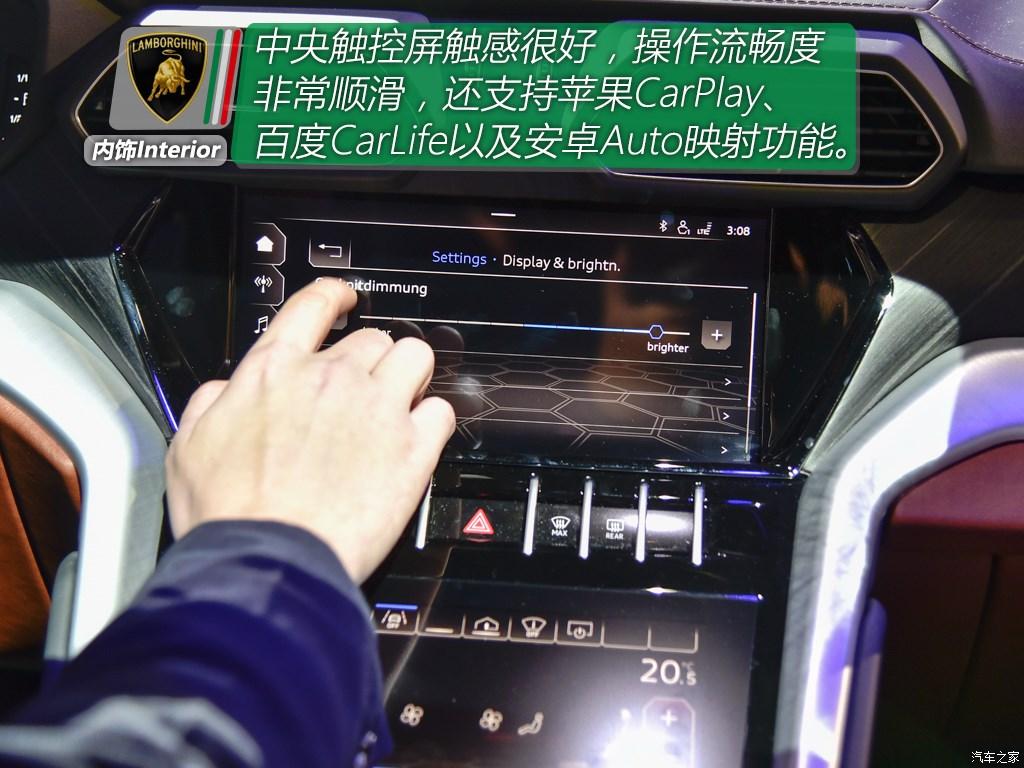 LAMBORGHINI
中央触控屏触感很好，操作流畅度
非常顺滑，还支持苹果CarPlay、
百度CarLife以及安卓Auto映射功能。
内饰Interior
LTE 3:08
Settings · Display & brightn.
brighter
MAX
REAR
OFF
OFF
20.5
°C
汽车之家